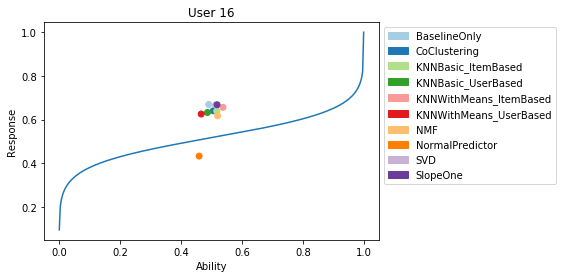 User 16
1.0
0.8
0.6
0.4
0.2
Response
0.0
0.2
0.4
0.6
0.8
1.0
Ability
BaselineOnly
CoClustering
KNNBasic_ItemBased
KNNBasic_UserBased
KNNWithMeans_ItemBased
KNNWithMeans_UserBased
NMF
NormalPredictor
SVD
SlopeOne